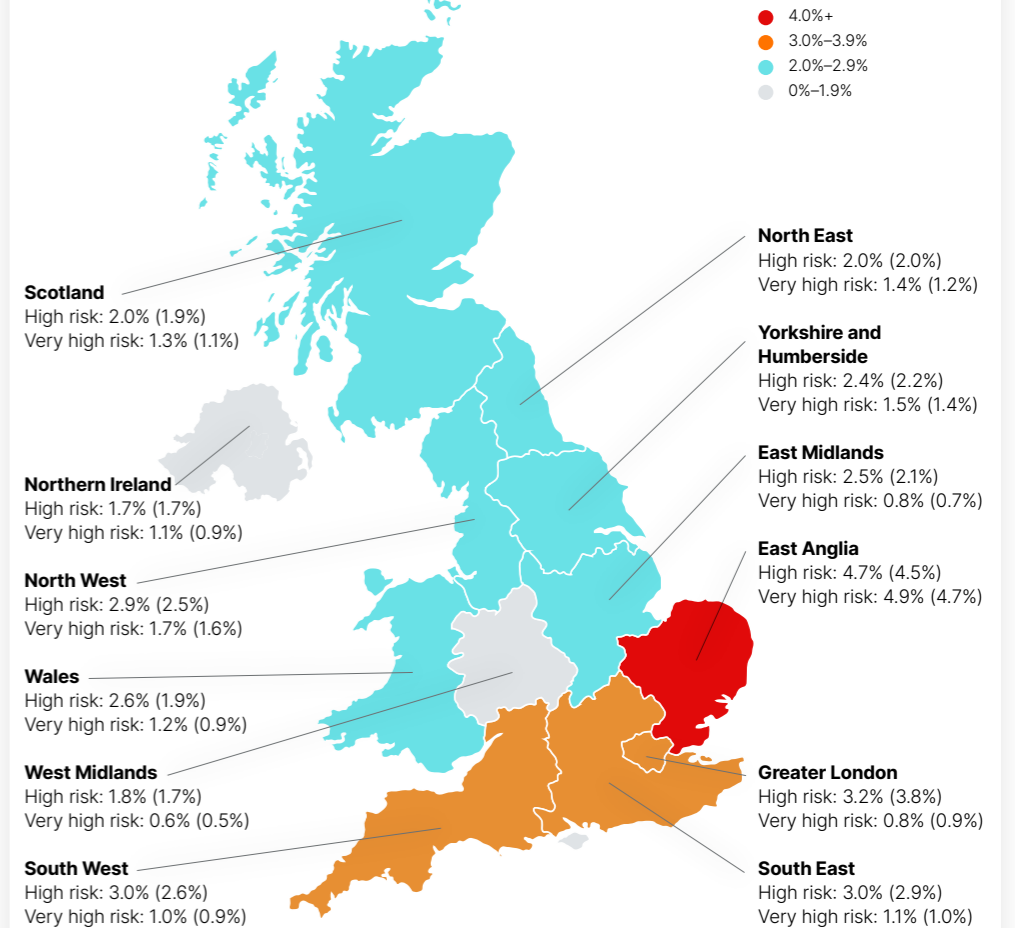 4.0%+
3.0%–3.9%
2.0%–2.9%
0%–1.9%
Scotland
High risk: 2.0% (1.9%)
Very high risk: 1.3% (1.1%)
Northern Ireland
High risk: 1.7% (1.7%)
Very high risk: 1.1% (0.9%)
North West
High risk: 2.9% (2.5%)
Very high risk: 1.7% (1.6%)
Wales
High risk: 2.6% (1.9%)
Very high risk: 1.2% (0.9%)
West Midlands
High risk: 1.8% (1.7%)
Very high risk: 0.6% (0.5%)
South West
High risk: 3.0% (2.6%)
Very high risk: 1.0% (0.9%)
North East
High risk: 2.0% (2.0%)
Very high risk: 1.4% (1.2%)
Yorkshire and
Humberside
High risk: 2.4% (2.2%)
Very high risk: 1.5% (1.4%)
East Midlands
High risk: 2.5% (2.1%)
Very high risk: 0.8% (0.7%)
East Anglia
High risk: 4.7% (4.5%)
Very high risk: 4.9% (4.7%)
Greater London
High risk: 3.2% (3.8%)
Very high risk: 0.8% (0.9%)
South East
High risk: 3.0% (2.9%)
Very high risk: 1.1% (1.0%)